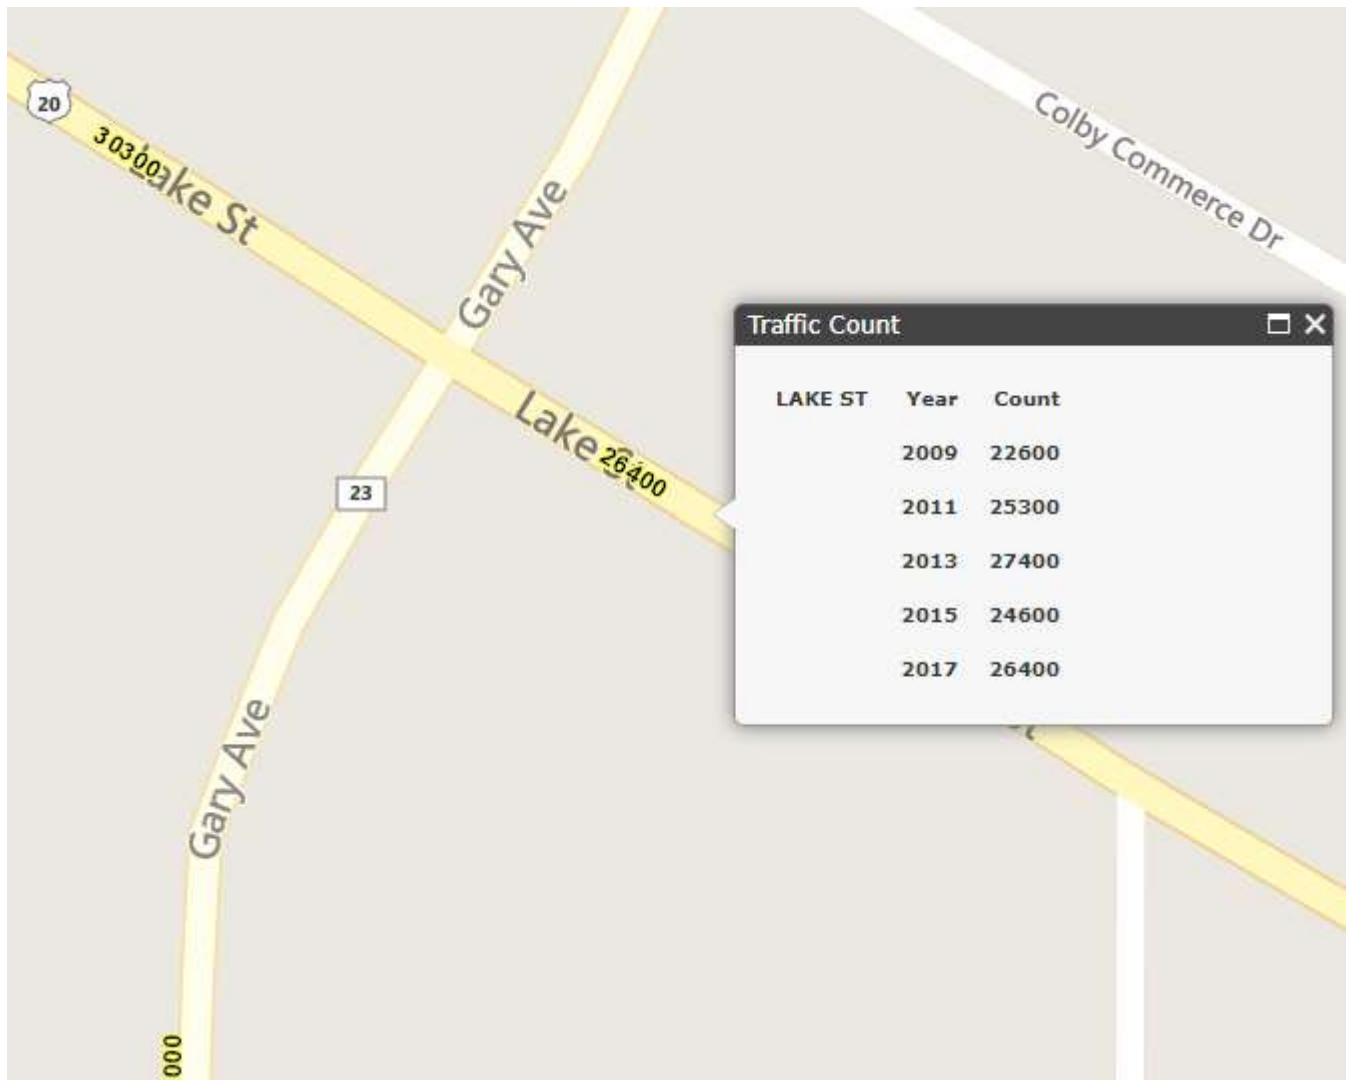 20
30300
Lake St
Gary Ave
Colby Commerce Dr
Traffic Count
LAKE ST Year Count
2009 22600
2011 25300
2013 27400
2015 24600
2017 26400
Lake St
26400
23
Gary Ave
000